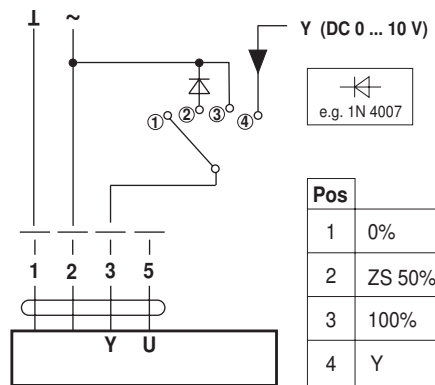 ⊥ ~
Y (DC 0 ... 10 V)
① ② ③ ④
e.g. 1N 4007
Pos
1 0%
2 ZS 50%
3 100%
4 Y
1 2 3 5
Y U